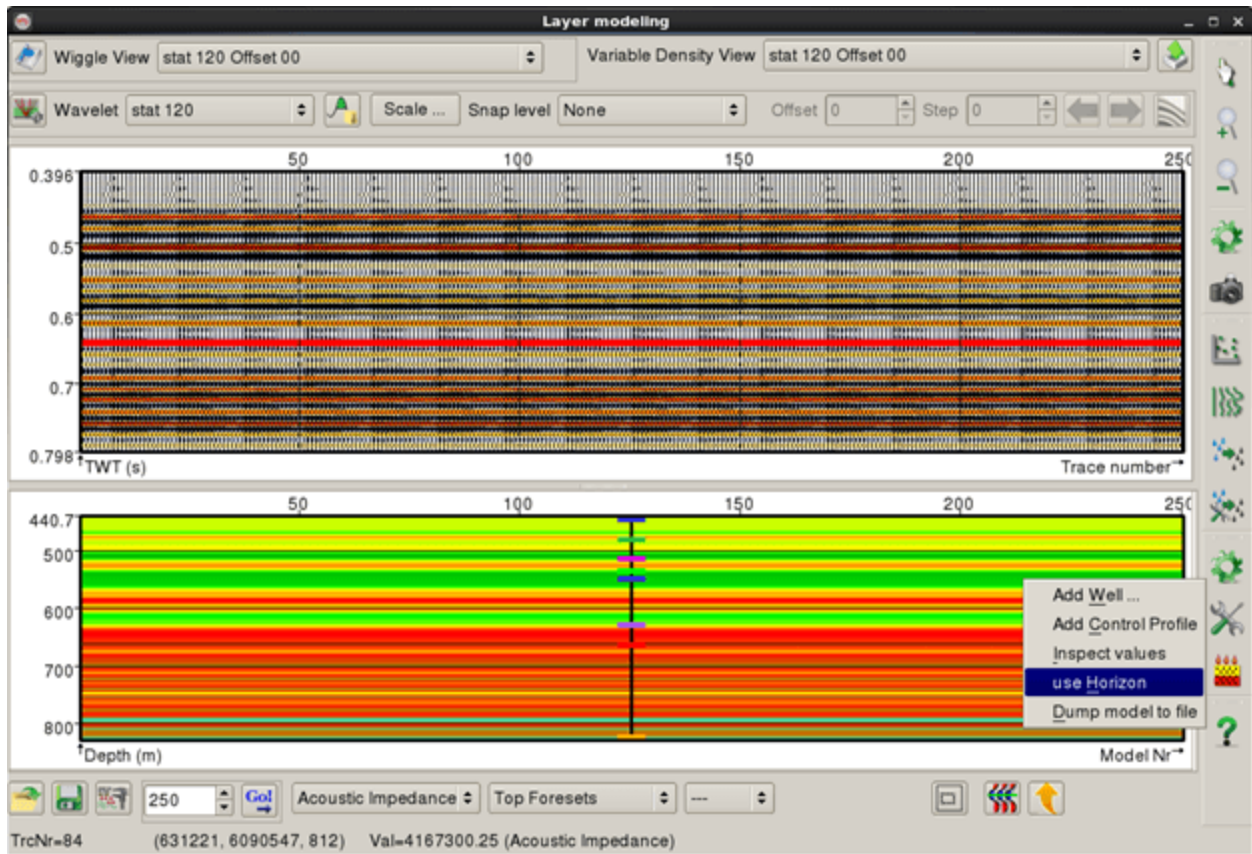 Layer modeling
Wiggle View stat 120 Offset 00 Variable Density View stat 120 Offset 00
Wavelet stat 120 Scale ... Snap level None Offset 0 Step 0
50 100 150 200 250
0.396
0.5
0.6
0.7
0.798
TWT (s) Trace number
50 100 150 200 250
440.7
500
600
700
800
Depth (m) Model Nr
Add Well ...
Add Control Profile
Inspect values
use Horizon
Dump model to file
250 Go! Acoustic Impedance Top Foresets ---
TrcNr=84 (631221, 6090547, 812) Val=4167300.25 (Acoustic Impedance)